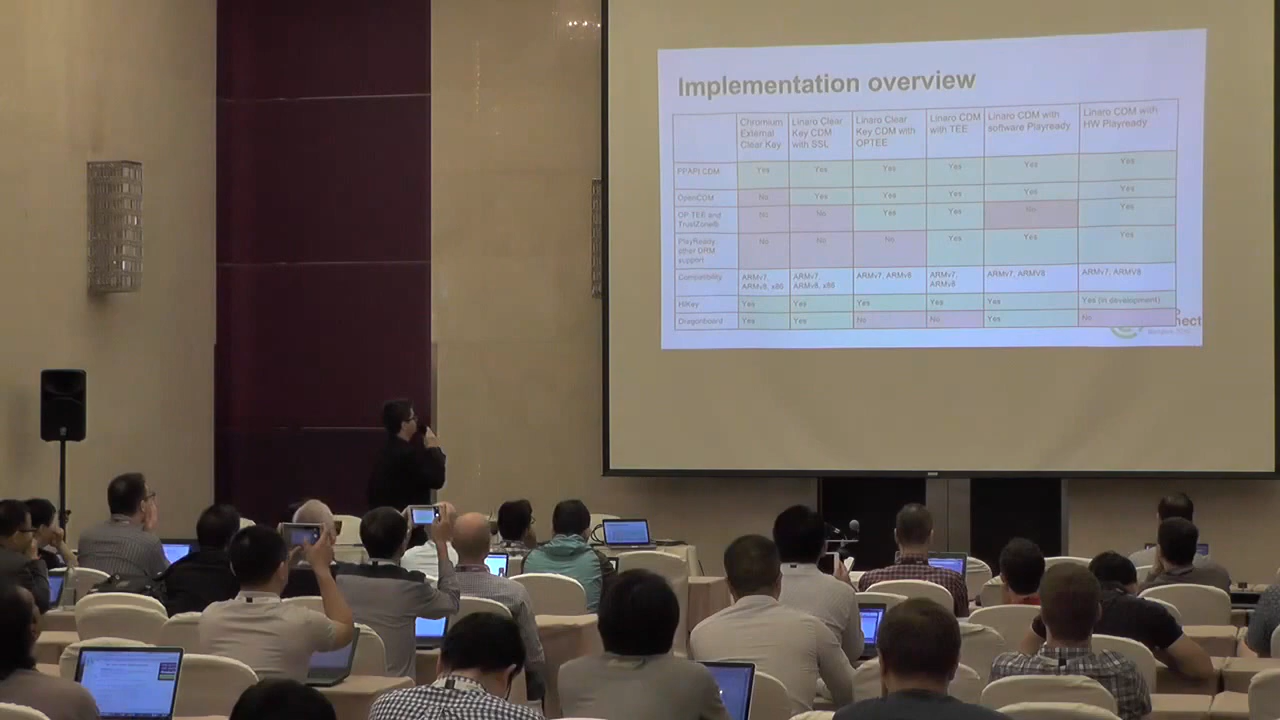 Implementation overview
Chromium External Clear Key
Linaro Clear Key CDM with SSL
Linaro Clear Key CDM with OPTEE
Linaro CDM with TEE
Linaro CDM with software Playready
Linaro CDM with HW Playready
PPAPI CDM Yes Yes Yes Yes Yes Yes
OpenCDM No Yes Yes Yes Yes Yes
OP-TEE and TrustZone® No No Yes Yes No Yes
PlayReady other DRM support No No No Yes Yes Yes
Compatibility ARMv7, ARMv8, x86 ARMv7, ARMv8, x86 ARMv7, ARMv8 ARMv7, ARMv8 ARMv7, ARMV8 ARMv7, ARMV8
HiKey Yes Yes Yes Yes Yes Yes (in development)
Dragonboard Yes Yes No No Yes No
nect